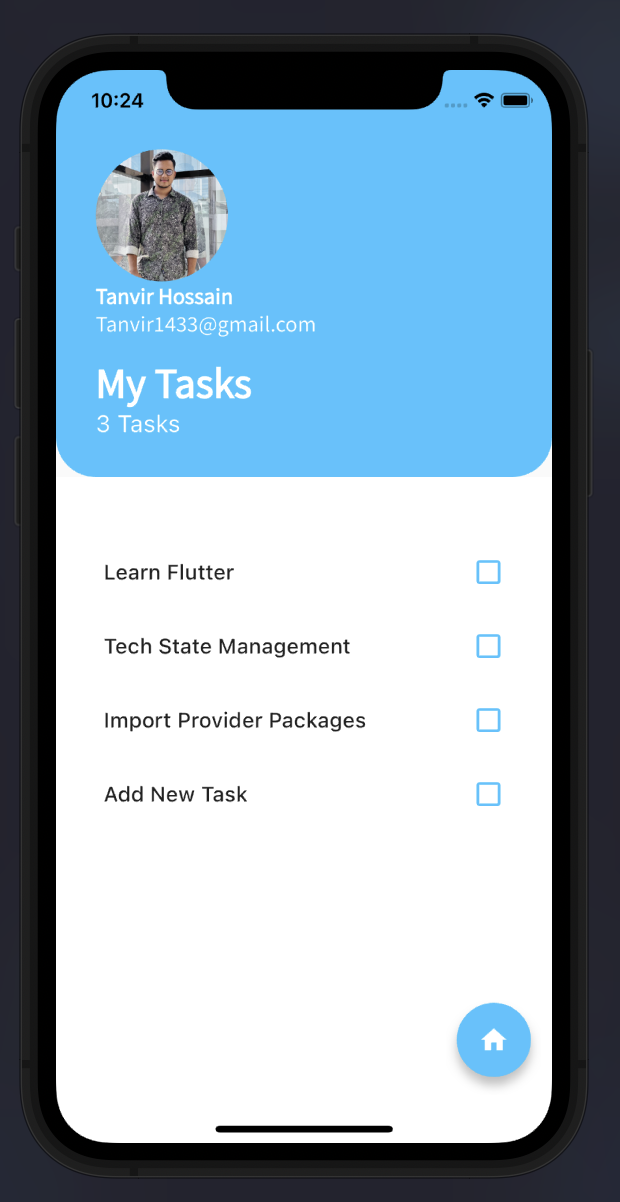 10:24
Tanvir Hossain
Tanvir1433@gmail.com
My Tasks
3 Tasks
Learn Flutter
Tech State Management
Import Provider Packages
Add New Task